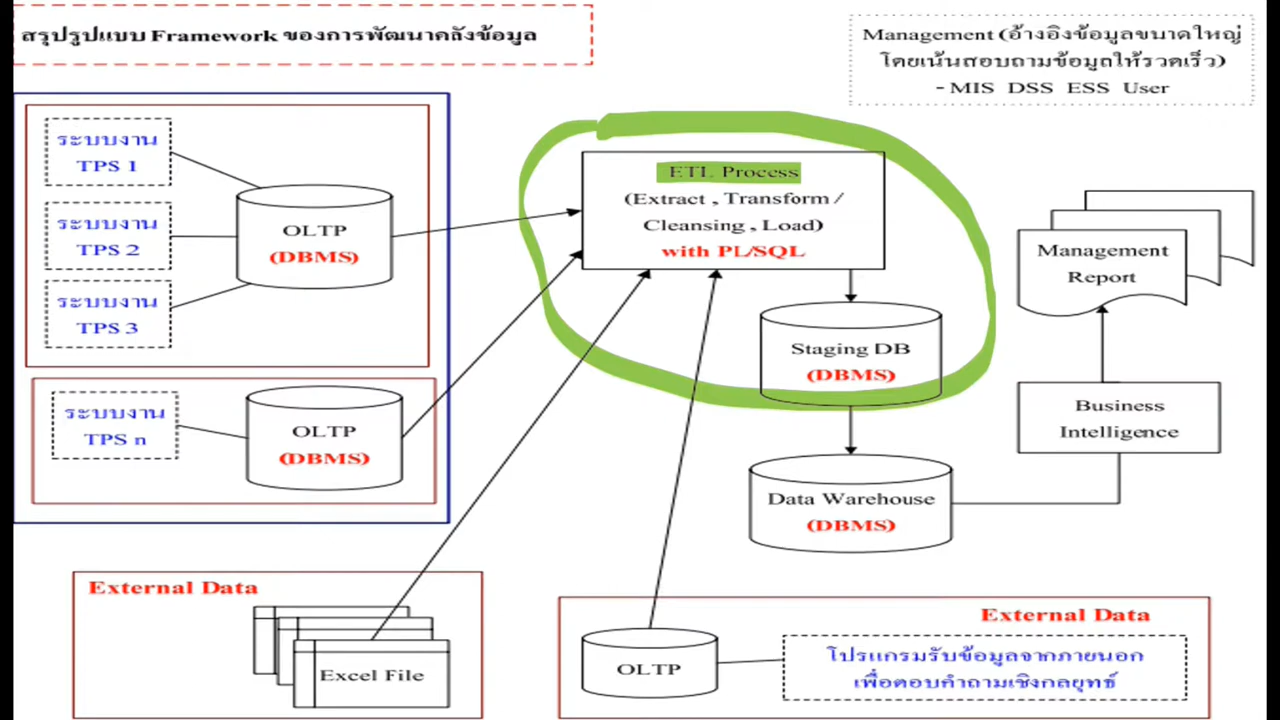 สรุปรูปแบบ Framework ของการพัฒนาคลังข้อมูล
Management (อ้างอิงข้อมูลขนาดใหญ่
โดยเน้นสอบถามข้อมูลให้รวดเร็ว)
- MIS DSS ESS User
ระบบงาน
TPS 1
ระบบงาน
TPS 2
ระบบงาน
TPS 3
OLTP
(DBMS)
ระบบงาน
TPS n
OLTP
(DBMS)
ETL Process
(Extract , Transform /
Cleansing , Load)
with PL/SQL
Staging DB
(DBMS)
Data Warehouse
(DBMS)
Management
Report
Business
Intelligence
External Data
Excel File
External Data
OLTP
โปรแกรมรับข้อมูลจากภายนอก
เพื่อตอบคำถามเชิงกลยุทธ์